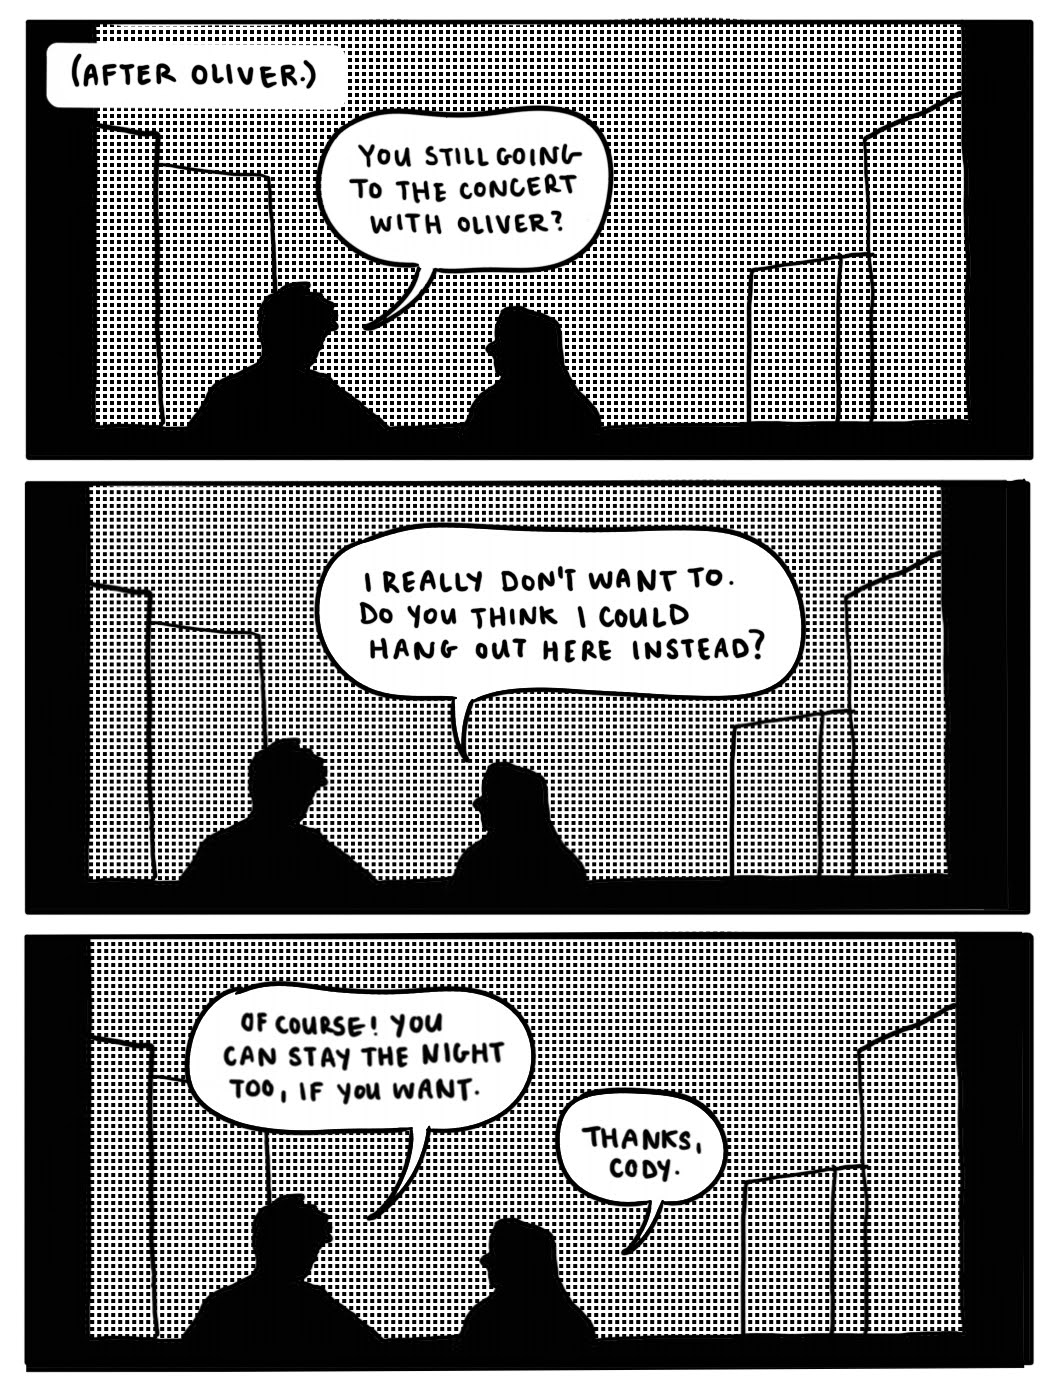 (AFTER OLIVER.)
YOU STILL GOING
TO THE CONCERT
WITH OLIVER?
I REALLY DON'T WANT TO.
DO YOU THINK I COULD
HANG OUT HERE INSTEAD?
OF COURSE! YOU
CAN STAY THE NIGHT
TOO, IF YOU WANT.
THANKS,
CODY.